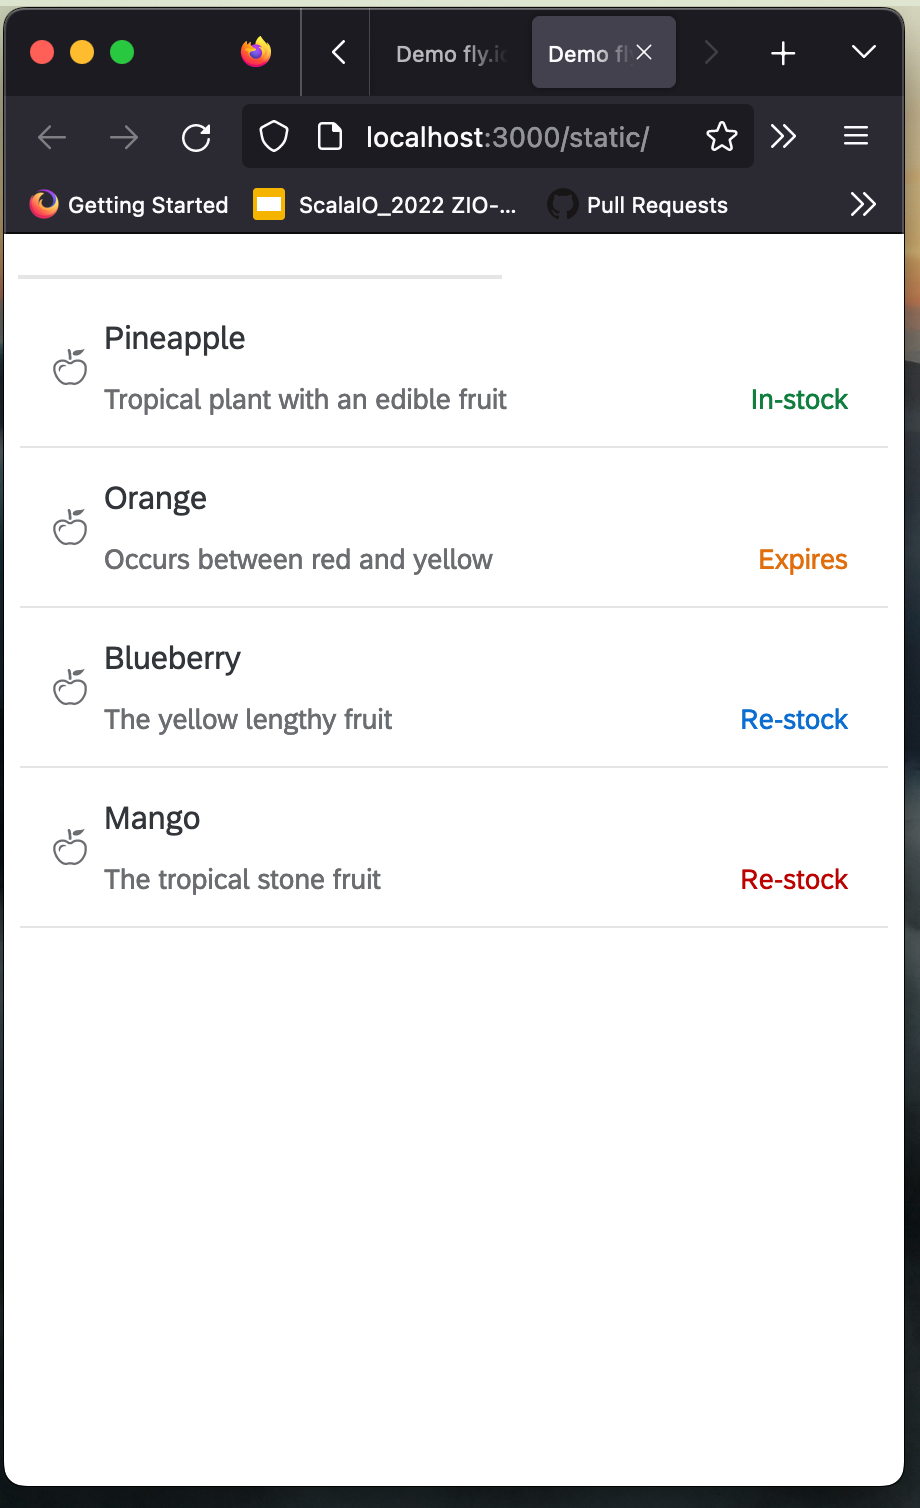 Demo fly.io
Demo fl
localhost:3000/static/
Getting Started
ScalaIO_2022 ZIO-...
Pull Requests
Pineapple
Tropical plant with an edible fruit
In-stock
Orange
Occurs between red and yellow
Expires
Blueberry
The yellow lengthy fruit
Re-stock
Mango
The tropical stone fruit
Re-stock